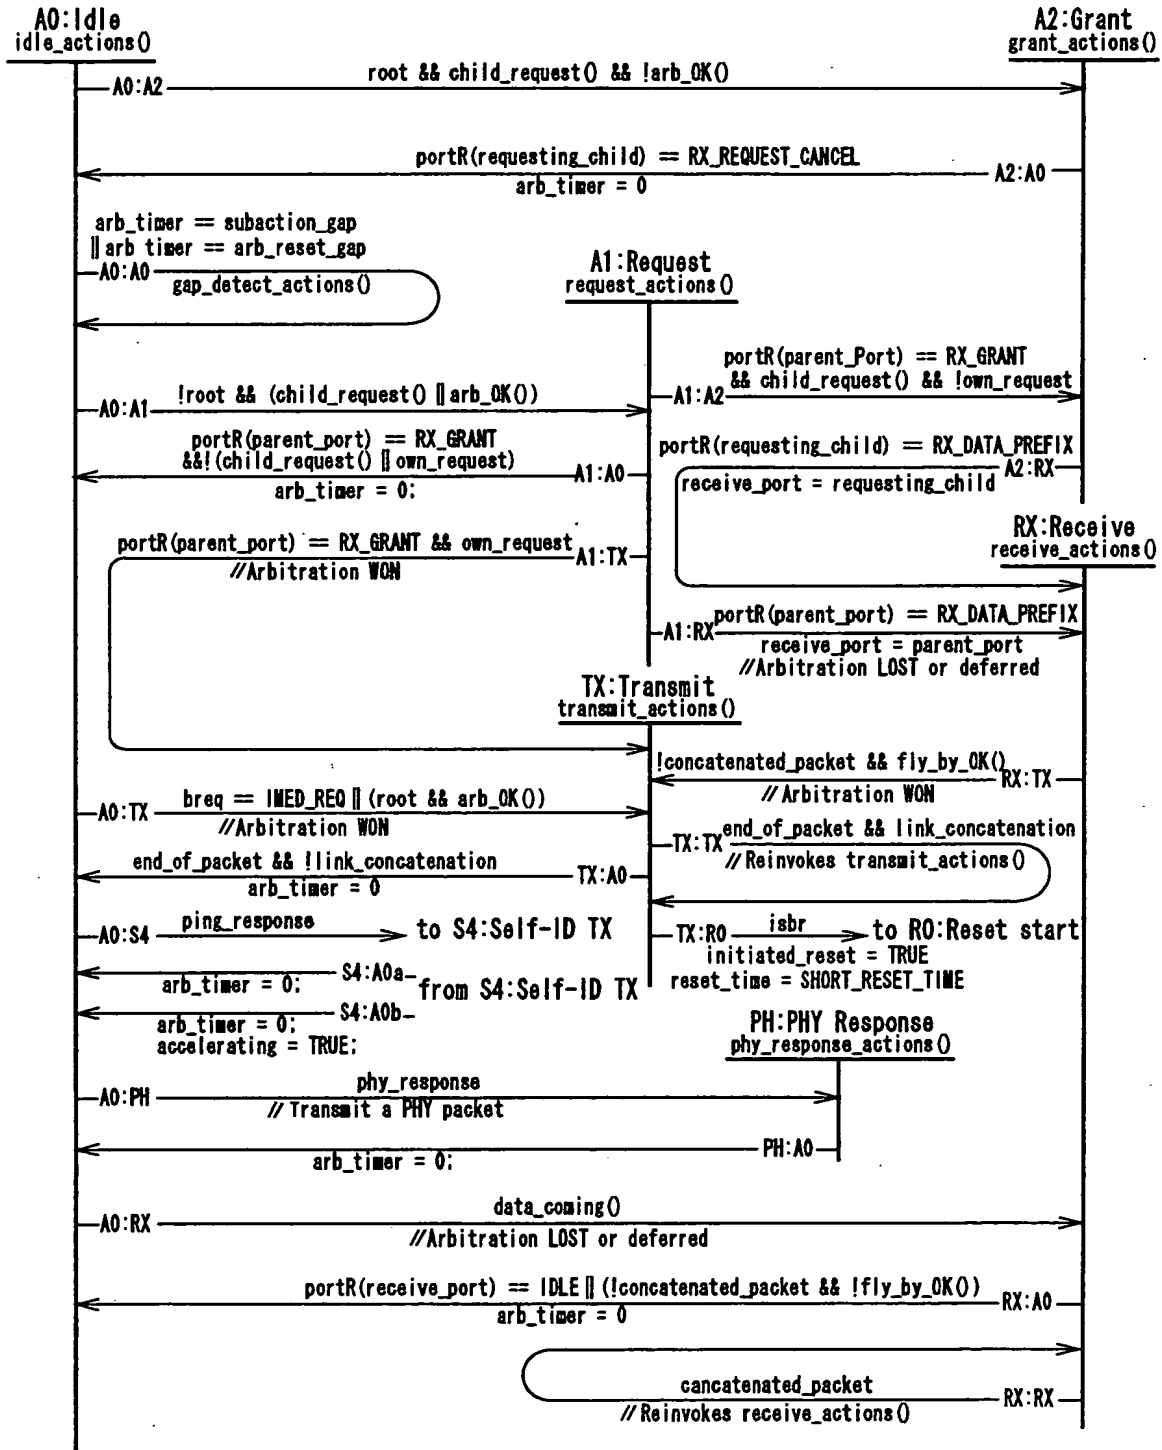 A0:Idle
idle_actions()
A2:Grant
grant_actions()
root && child_request() && !arb_OK()
A0:A2
portR(requesting_child) == RX_REQUEST_CANCEL
A2:A0
arb_timer = 0
arb_timer == subaction_gap
|| arb timer == arb_reset_gap
A0:A0
gap_detect_actions()
A1:Request
request_actions()
portR(parent_Port) == RX_GRANT
&& child_request() && !own_request
A1:A2
!root && (child_request() || arb_OK())
A0:A1
portR(parent_port) == RX_GRANT
&&!(child_request() || own_request)
A1:A0
arb_timer = 0;
portR(requesting_child) == RX_DATA_PREFIX
A2:RX
receive_port = requesting_child
RX:Receive
receive_actions()
portR(parent_port) == RX_GRANT && own_request
A1:TX
//Arbitration WON
portR(parent_port) == RX_DATA_PREFIX
A1:RX
receive_port = parent_port
//Arbitration LOST or deferred
TX:Transmit
transmit_actions()
!concatenated_packet && fly_by_OK()
RX:TX
// Arbitration WON
breq == IMED_REQ || (root && arb_OK())
A0:TX
//Arbitration WON
end_of_packet && link_concatenation
TX:TX
// Reinvokes transmit_actions()
end_of_packet && !link_concatenation
TX:A0
arb_timer = 0
ping_response
A0:S4
to S4:Self-ID TX
isbr
TX:R0
to R0:Reset start
initiated_reset = TRUE
reset_time = SHORT_RESET_TIME
S4:A0a
arb_timer = 0;
from S4:Self-ID TX
S4:A0b
arb_timer = 0;
accelerating = TRUE;
PH:PHY Response
phy_response_actions()
phy_response
A0:PH
// Transmit a PHY packet
PH:A0
arb_timer = 0;
data_coming()
A0:RX
//Arbitration LOST or deferred
portR(receive_port) == IDLE || (!concatenated_packet && !fly_by_OK())
RX:A0
arb_timer = 0
cancatenated_packet
RX:RX
// Reinvokes receive_actions()